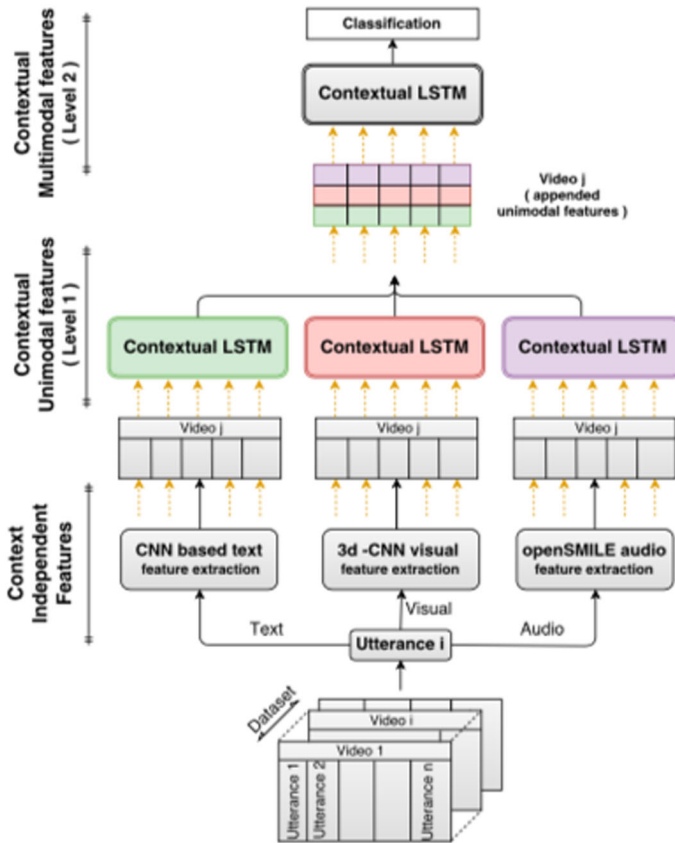 Classification
Contextual LSTM
Contextual
Multimodal features
( Level 2 )
Video j
( appended
unimodal features )
Contextual
Unimodal features
( Level 1 )
Contextual LSTM
Contextual LSTM
Contextual LSTM
Video j
Video j
Video j
Context
Independent
Features
CNN based text
feature extraction
3d -CNN visual
feature extraction
openSMILE audio
feature extraction
Text
Visual
Audio
Utterance i
Dataset
Video i
Video 1
Utterance 1
Utterance 2
Utterance n